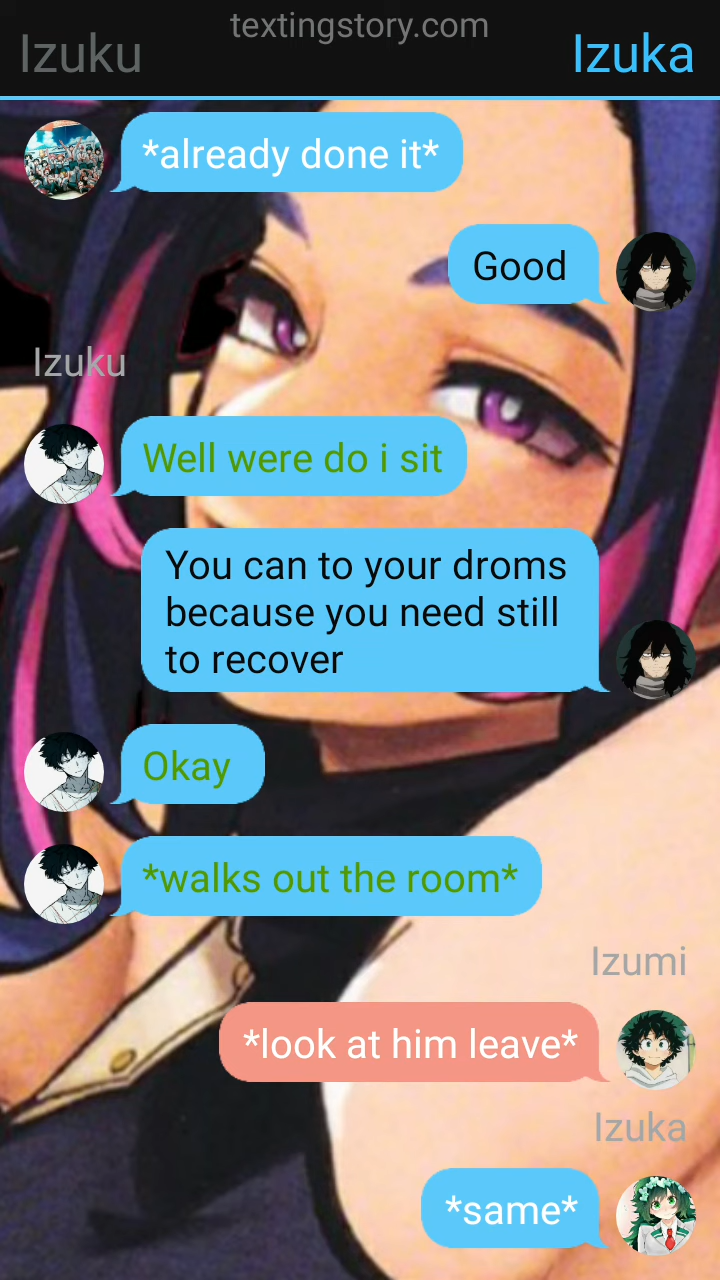 textingstory.com
Izuku
Izuka
*already done it*
Good
Izuku
Well were do i sit
You can to your droms
because you need still
to recover
Okay
*walks out the room*
Izumi
*look at him leave*
Izuka
*same*